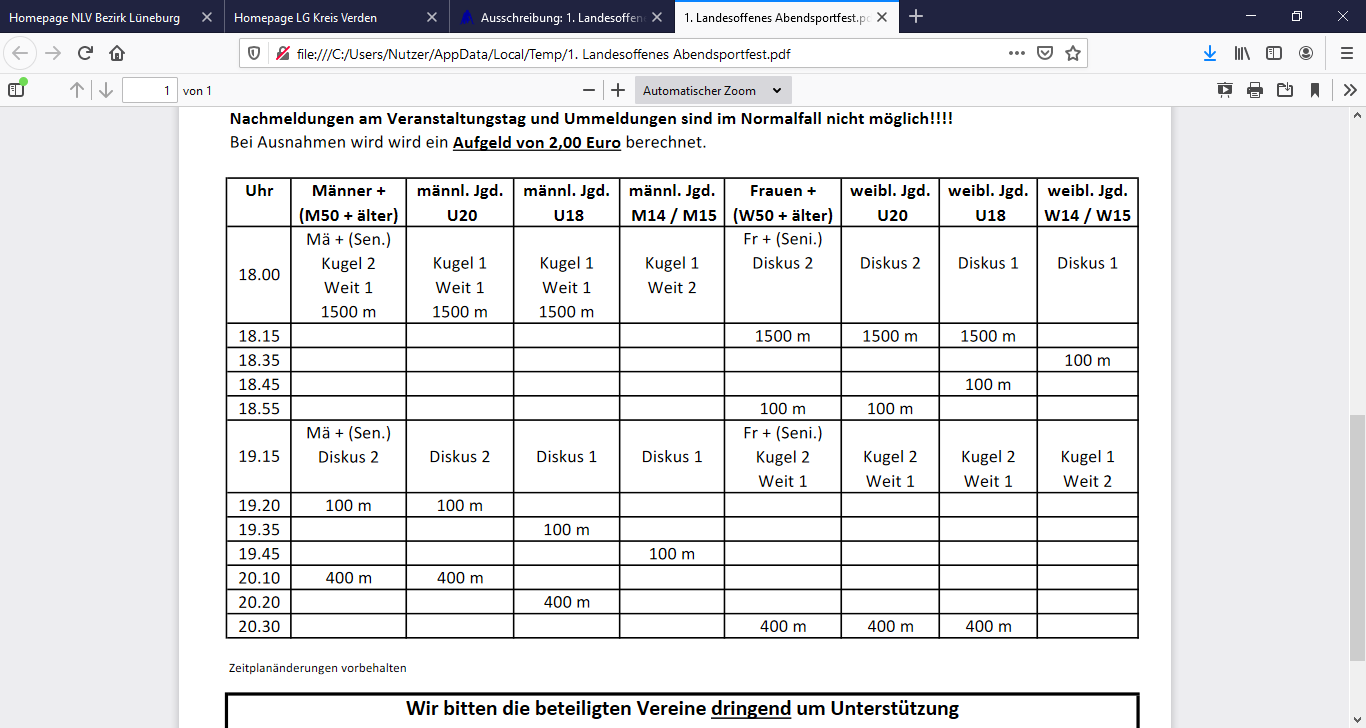 Homepage NLV Bezirk Lüneburg
Homepage LG Kreis Verden
Ausschreibung: 1. Landesoffen
1. Landesoffenes Abendsportfest.p
file:///C:/Users/Nutzer/AppData/Local/Temp/1. Landesoffenes Abendsportfest.pdf
1 von 1
Automatischer Zoom
Nachmeldungen am Veranstaltungstag und Ummeldungen sind im Normalfall nicht möglich!!!!
Bei Ausnahmen wird wird ein Aufgeld von 2,00 Euro berechnet.
Uhr Männer + männl. Jgd. männl. Jgd. männl. Jgd. Frauen + weibl. Jgd. weibl. Jgd. weibl. Jgd.
(M50 + älter) U20 U18 M14 / M15 (W50 + älter) U20 U18 W14 / W15
Mä + (Sen.) Fr + (Seni.)
18.00 Kugel 2 Kugel 1 Kugel 1 Kugel 1 Diskus 2 Diskus 2 Diskus 1 Diskus 1
Weit 1 Weit 1 Weit 1 Weit 2
1500 m 1500 m 1500 m
18.15 1500 m 1500 m 1500 m
18.35 100 m
18.45 100 m
18.55 100 m 100 m
Mä + (Sen.) Fr + (Seni.)
19.15 Diskus 2 Diskus 2 Diskus 1 Diskus 1 Kugel 2 Kugel 2 Kugel 2 Kugel 1
Weit 1 Weit 1 Weit 1 Weit 2
19.20 100 m 100 m
19.35 100 m
19.45 100 m
20.10 400 m 400 m
20.20 400 m
20.30 400 m 400 m 400 m
Zeitplanänderungen vorbehalten
Wir bitten die beteiligten Vereine dringend um Unterstützung